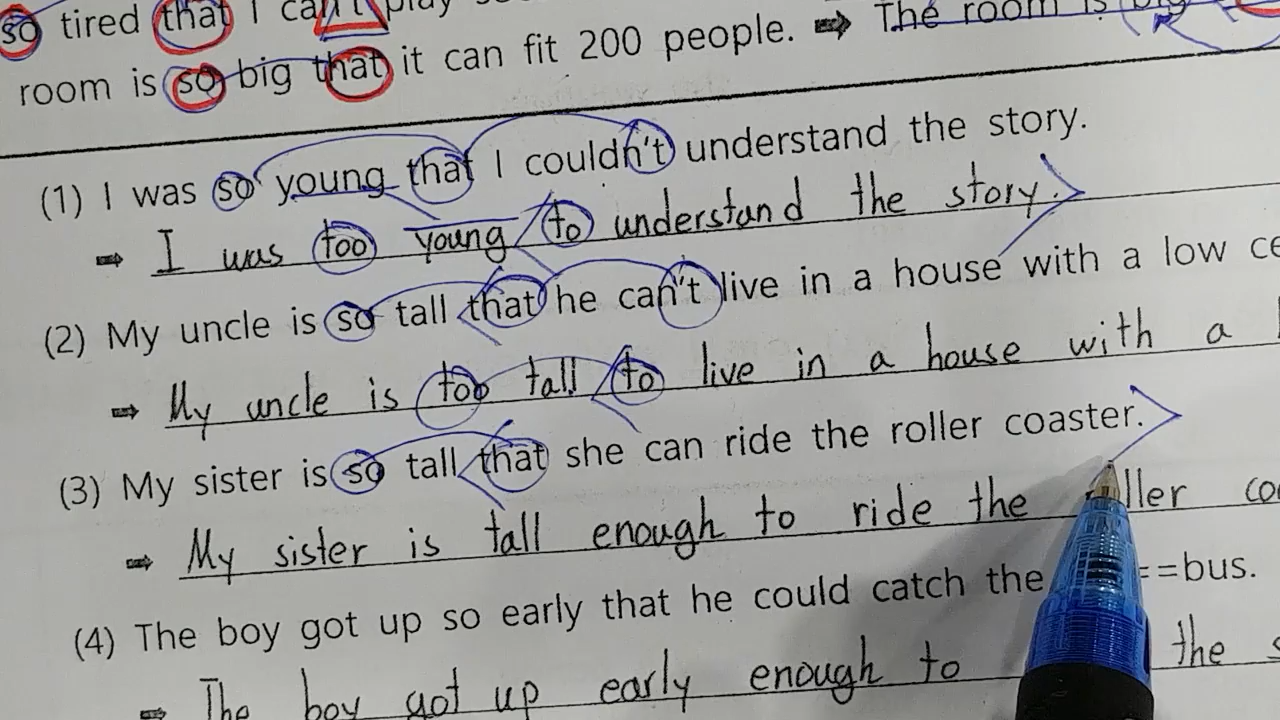 so tired that I can't play
The room is big
room is so big that it can fit 200 people. ➡
(1) I was so young that I couldn't understand the story.
➡ I was too young to understand the story.
(2) My uncle is so tall that he can't live in a house with a low
➡ My uncle is too tall to live in a house with a
(3) My sister is so tall that she can ride the roller coaster.
➡ My sister is tall enough to ride the
(4) The boy got up so early that he could catch the ==bus.
➡ The boy got up early enough to the